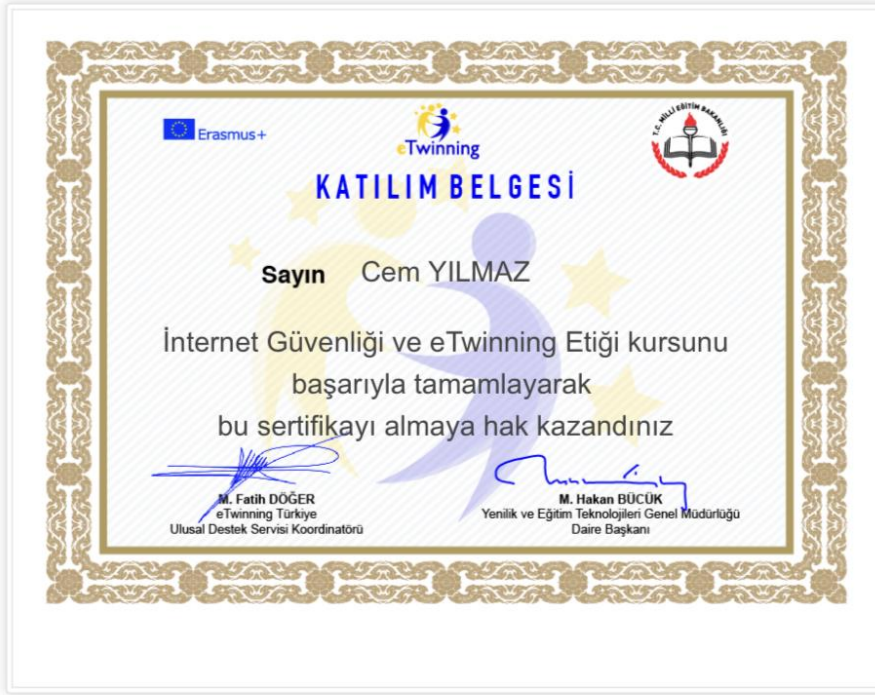 Erasmus+
eTwinning
T.C. MİLLİ EĞİTİM BAKANLIĞI
KATILIM BELGESİ
Sayın Cem YILMAZ
İnternet Güvenliği ve eTwinning Etiği kursunu
başarıyla tamamlayarak
bu sertifikayı almaya hak kazandınız
M. Fatih DÖĞER
eTwinning Türkiye
Ulusal Destek Servisi Koordinatörü
M. Hakan BÜCÜK
Yenilik ve Eğitim Teknolojileri Genel Müdürlüğü
Daire Başkanı